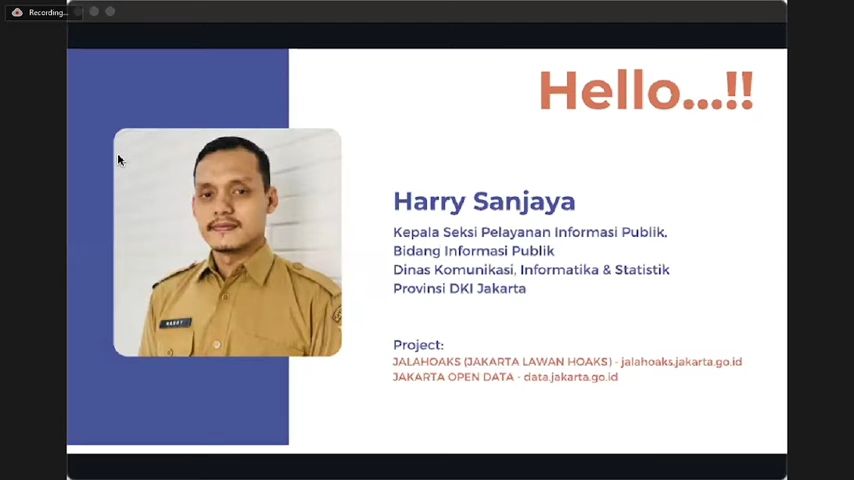 Recording...
Hello...!!
Harry Sanjaya
Kepala Seksi Pelayanan Informasi Publik,
Bidang Informasi Publik
Dinas Komunikasi, Informatika & Statistik
Provinsi DKI Jakarta
HARRY
Project:
JALAHOAKS (JAKARTA LAWAN HOAKS) - jalahoaks.jakarta.go.id
JAKARTA OPEN DATA - data.jakarta.go.id